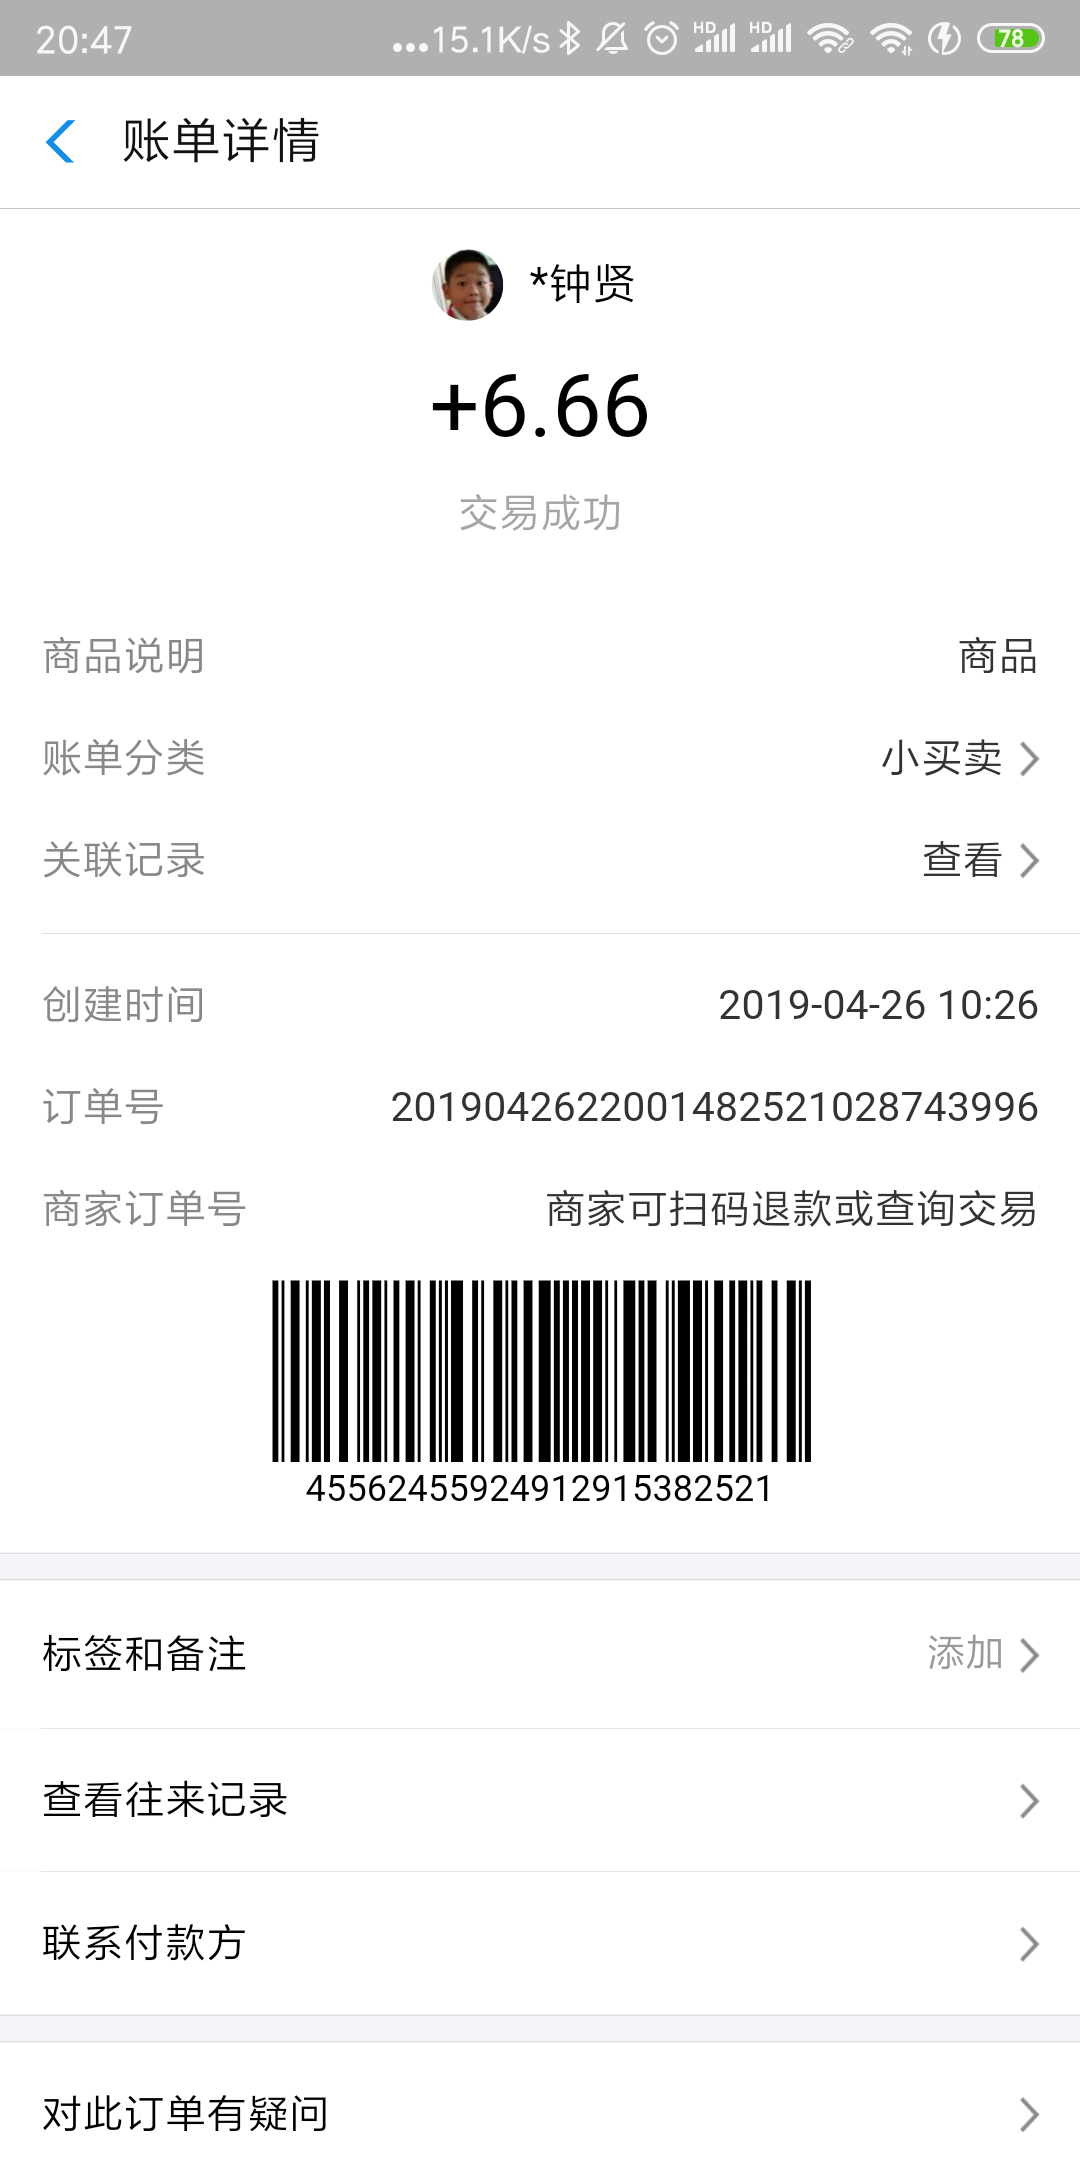 20:47
...15.1K/s HD HD 78
账单详情
*钟贤
+6.66
交易成功
商品说明 商品
账单分类 小买卖
关联记录 查看
创建时间 2019-04-26 10:26
订单号 2019042622001482521028743996
商家订单号 商家可扫码退款或查询交易
45562455924912915382521
标签和备注 添加
查看往来记录
联系付款方
对此订单有疑问